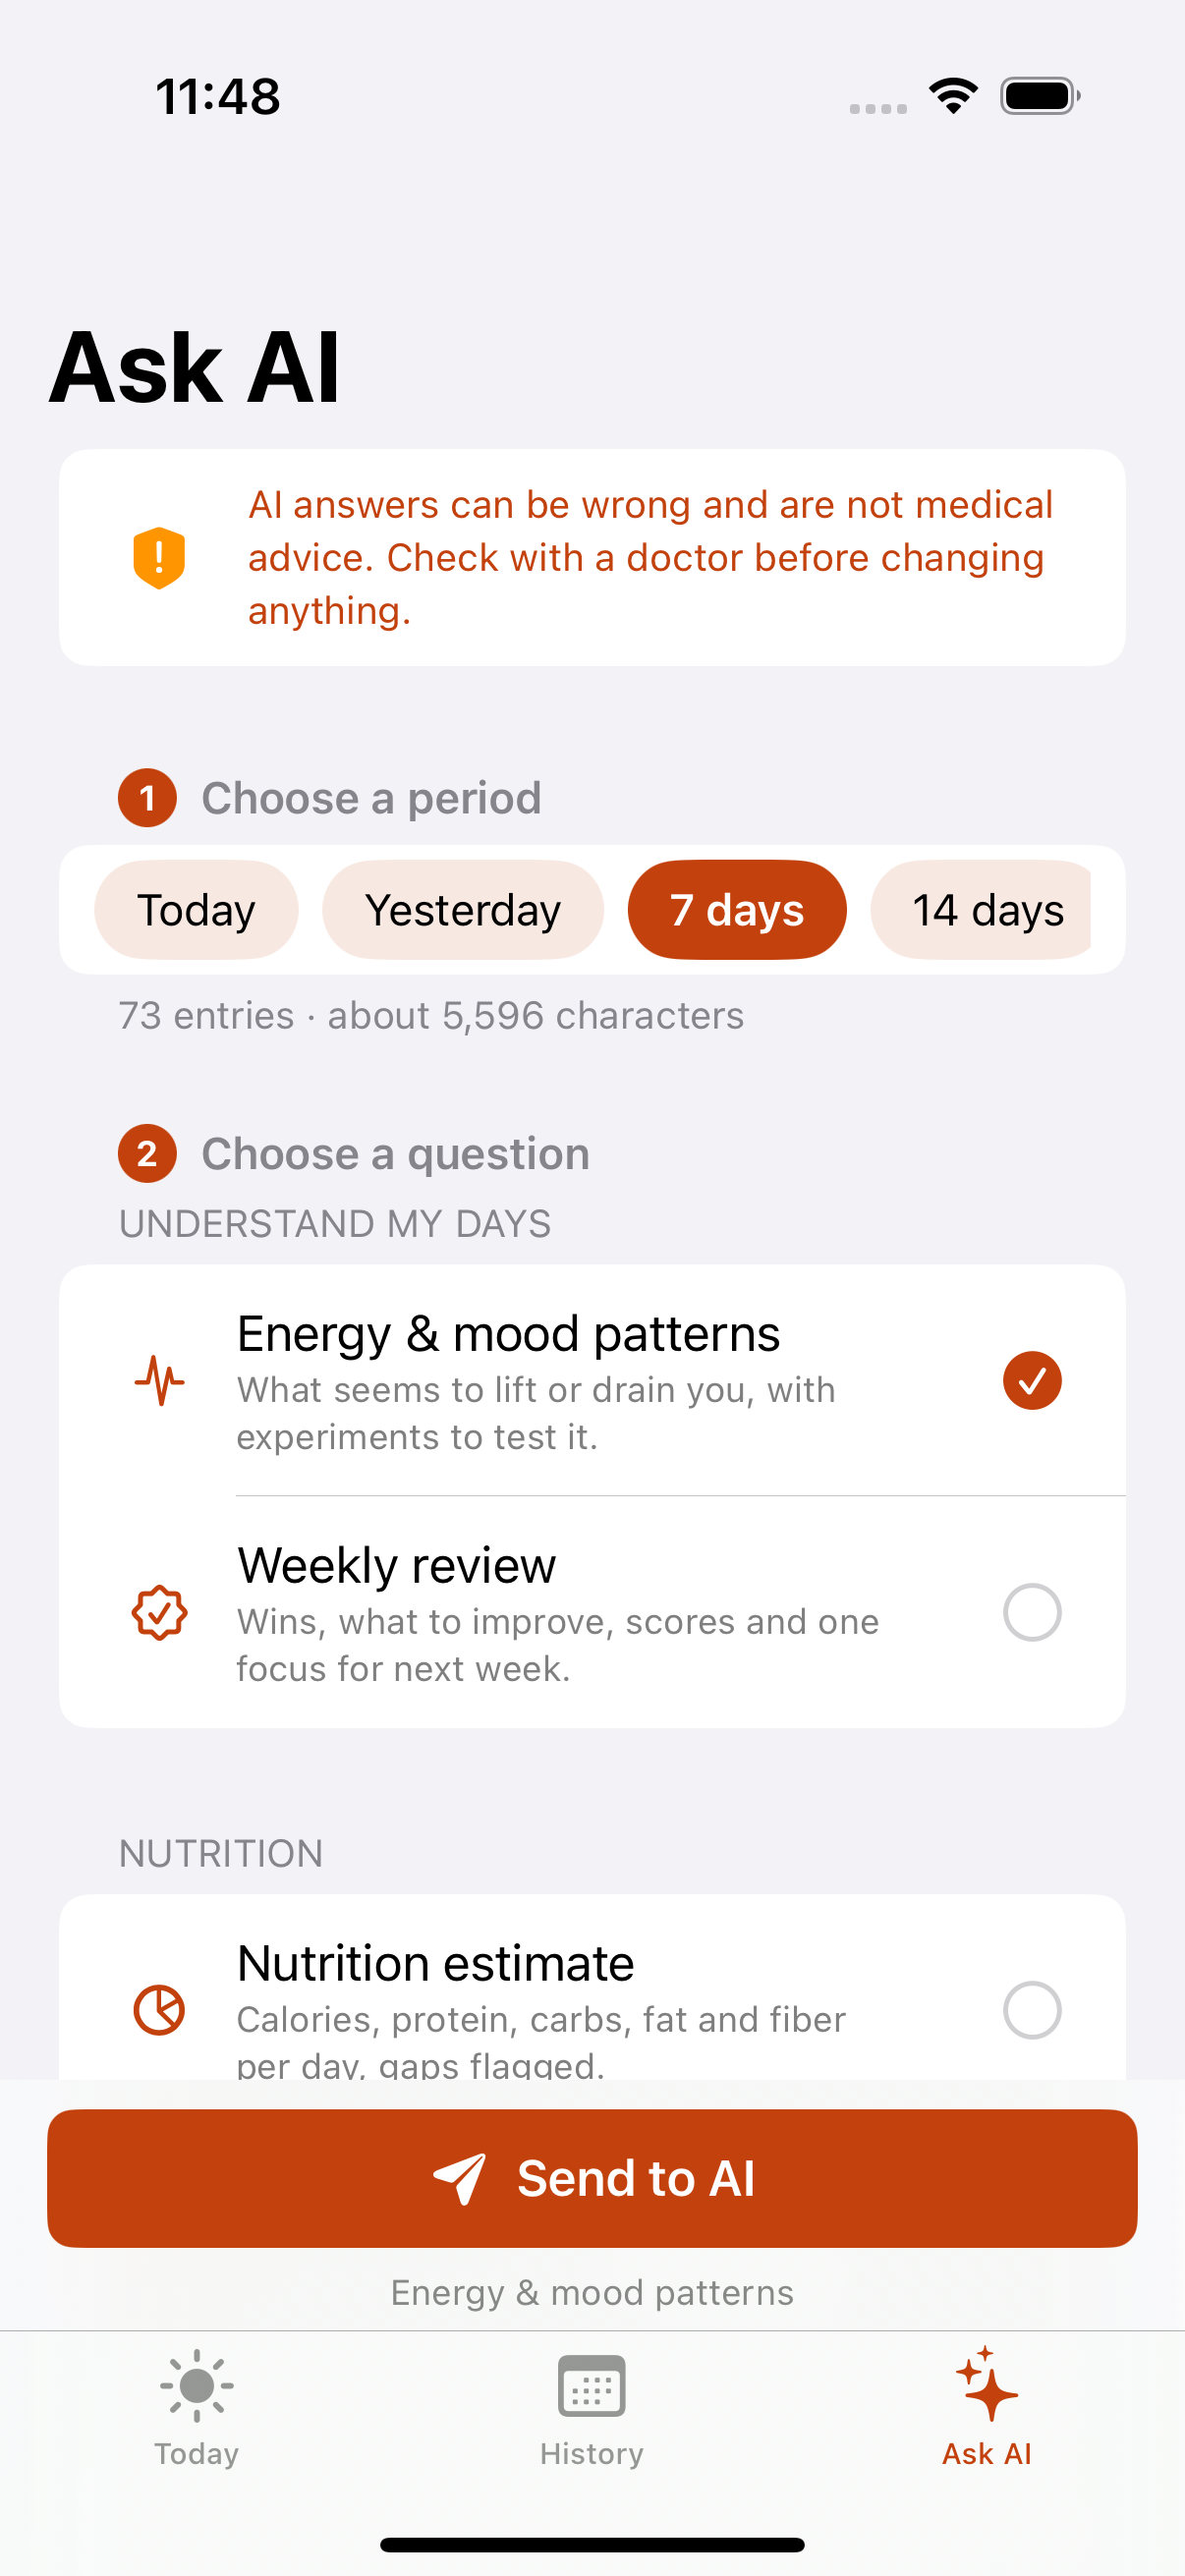 11:48
Ask AI
AI answers can be wrong and are not medical
advice. Check with a doctor before changing
anything.
1 Choose a period
Today Yesterday 7 days 14 days
73 entries · about 5,596 characters
2 Choose a question
UNDERSTAND MY DAYS
Energy & mood patterns
What seems to lift or drain you, with
experiments to test it.
Weekly review
Wins, what to improve, scores and one
focus for next week.
NUTRITION
Nutrition estimate
Calories, protein, carbs, fat and fiber
per day, gaps flagged.
Send to AI
Energy & mood patterns
Today History Ask AI